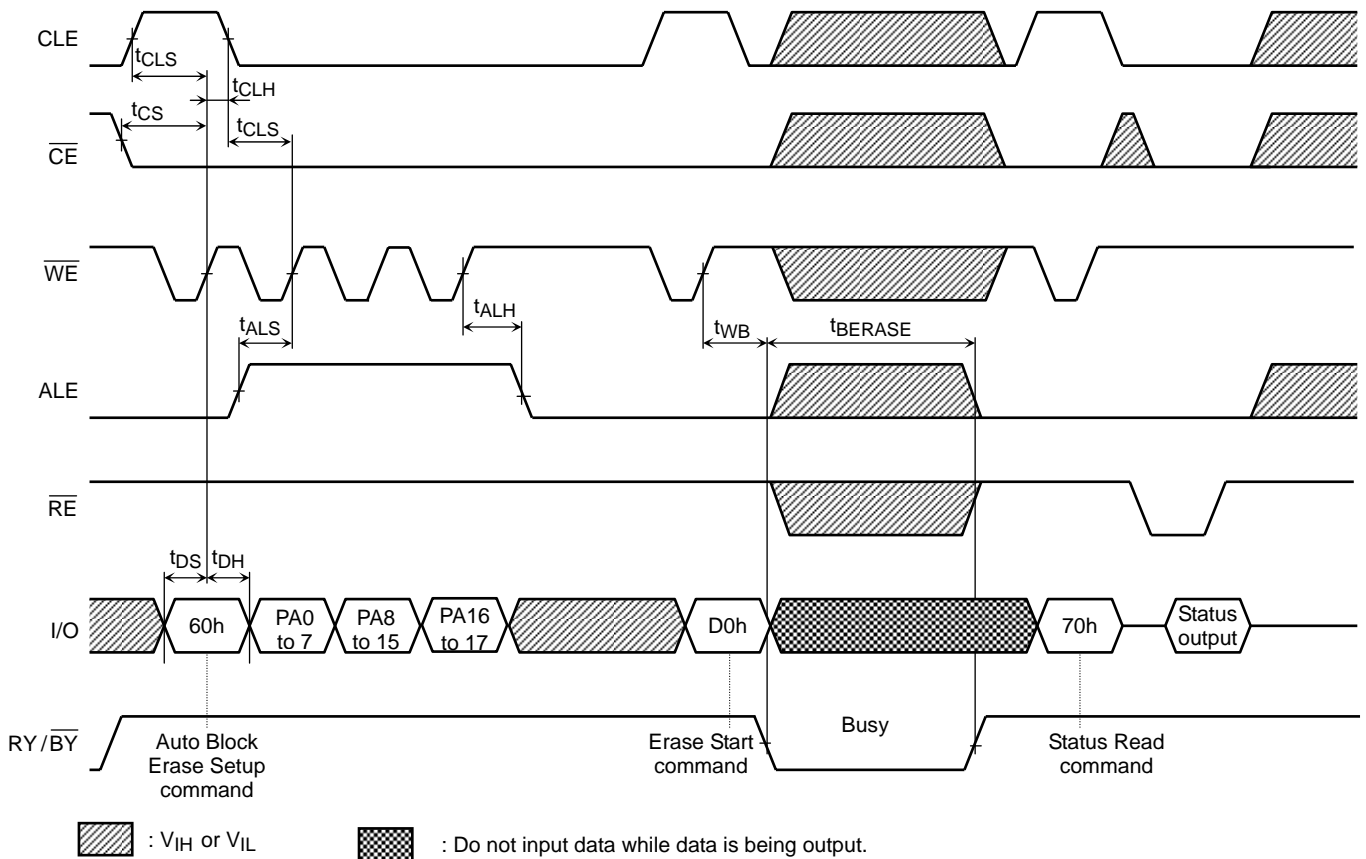 CLE
tCLS
tCLH
tCS
tCLS
CE
WE
tALS
tALH
tWB
tBERASE
ALE
RE
tDS
tDH
I/O
60h
PA0
to 7
PA8
to 15
PA16
to 17
D0h
70h
Status
output
RY/BY
Auto Block
Erase Setup
command
Erase Start
command
Busy
Status Read
command
: VIH or VIL
: Do not input data while data is being output.